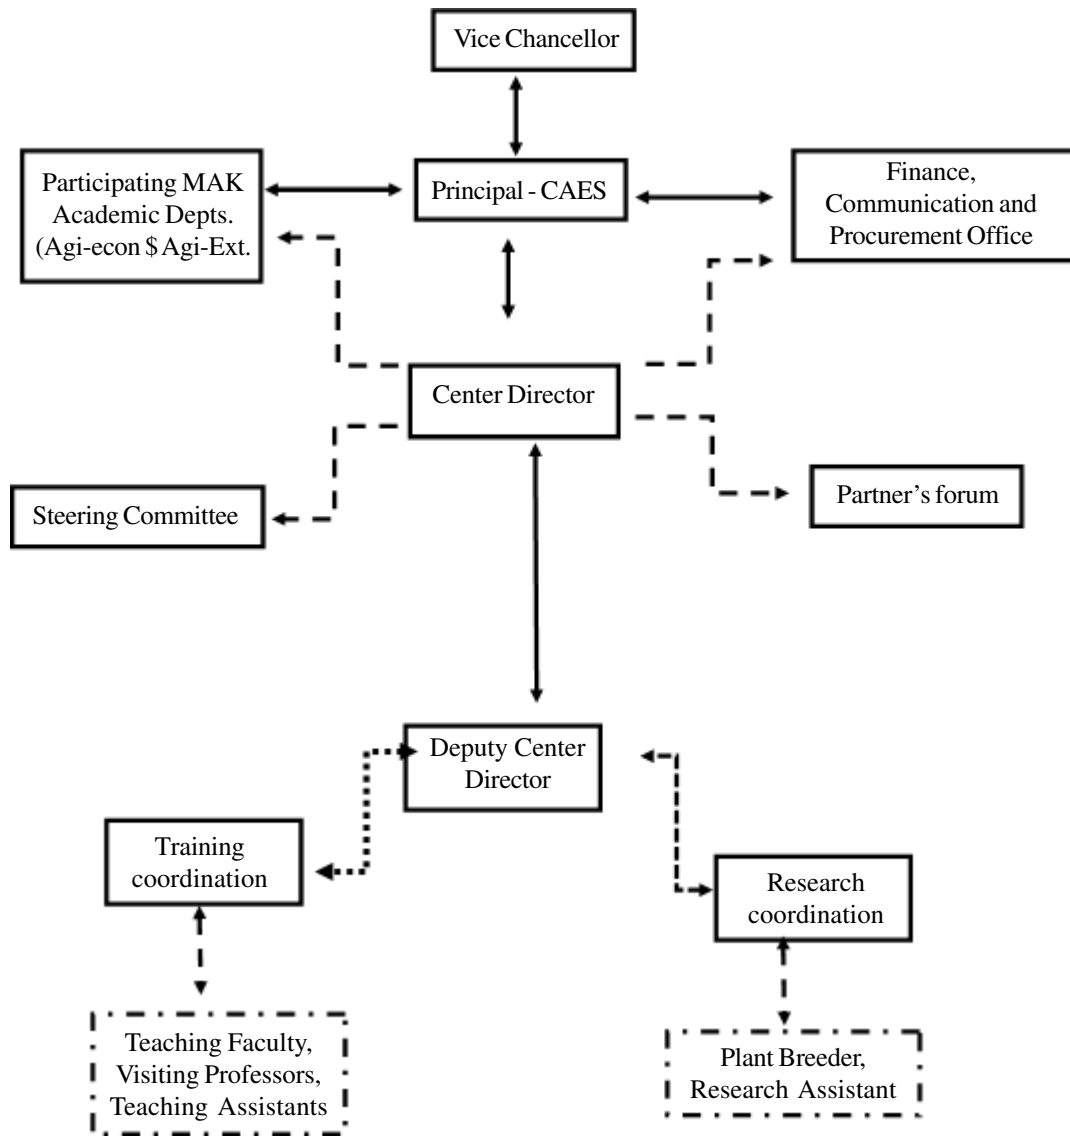 Vice Chancellor
Participating MAK
Academic Depts.
(Agi-econ $ Agi-Ext.
Principal - CAES
Finance,
Communication and
Procurement Office
Center Director
Steering Committee
Partner’s forum
Deputy Center
Director
Training
coordination
Research
coordination
Teaching Faculty,
Visiting Professors,
Teaching Assistants
Plant Breeder,
Research Assistant